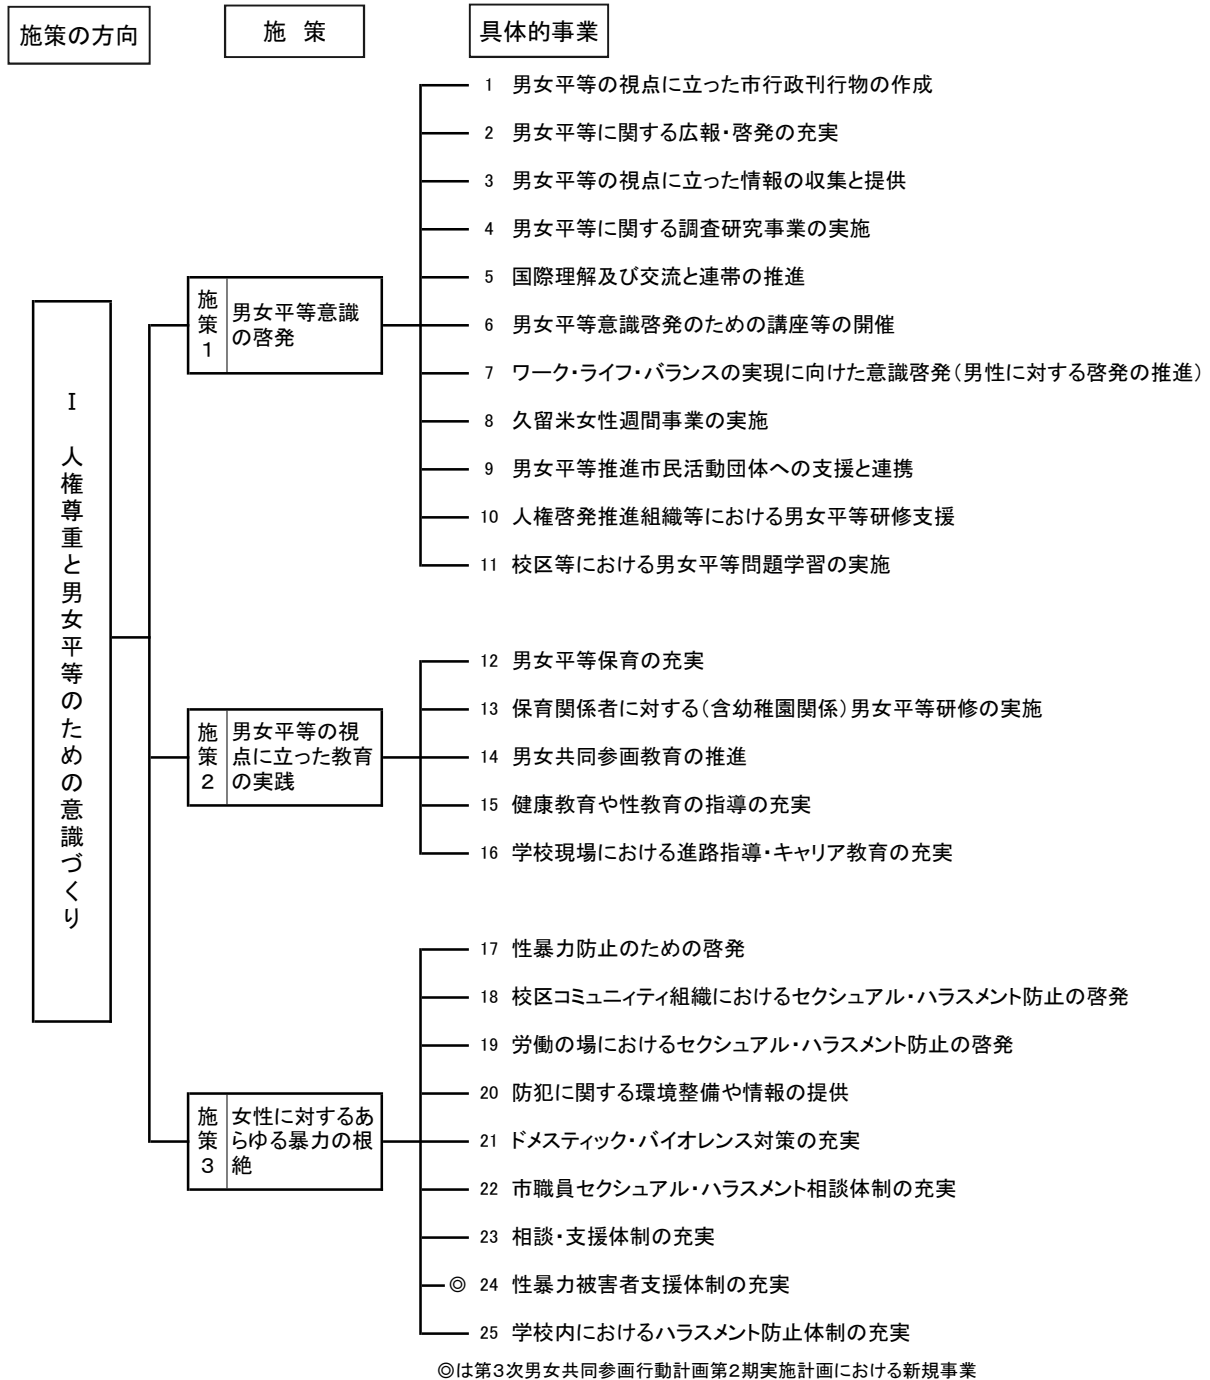 施策の方向
施 策
具体的事業
Ⅰ 人権尊重と男女平等のための意識づくり
施策1
男女平等意識
の啓発
1 男女平等の視点に立った市行政刊行物の作成
2 男女平等に関する広報・啓発の充実
3 男女平等の視点に立った情報の収集と提供
4 男女平等に関する調査研究事業の実施
5 国際理解及び交流と連帯の推進
6 男女平等意識啓発のための講座等の開催
7 ワーク・ライフ・バランスの実現に向けた意識啓発(男性に対する啓発の推進)
8 久留米女性週間事業の実施
9 男女平等推進市民活動団体への支援と連携
10 人権啓発推進組織等における男女平等研修支援
11 校区等における男女平等問題学習の実施
施策2
男女平等の視
点に立った教育
の実践
12 男女平等保育の充実
13 保育関係者に対する(含幼稚園関係)男女平等研修の実施
14 男女共同参画教育の推進
15 健康教育や性教育の指導の充実
16 学校現場における進路指導・キャリア教育の充実
施策3
女性に対するあ
らゆる暴力の根
絶
17 性暴力防止のための啓発
18 校区コミュニィティ組織におけるセクシュアル・ハラスメント防止の啓発
19 労働の場におけるセクシュアル・ハラスメント防止の啓発
20 防犯に関する環境整備や情報の提供
21 ドメスティック・バイオレンス対策の充実
22 市職員セクシュアル・ハラスメント相談体制の充実
23 相談・支援体制の充実
◎ 24 性暴力被害者支援体制の充実
25 学校内におけるハラスメント防止体制の充実
◎は第3次男女共同参画行動計画第2期実施計画における新規事業